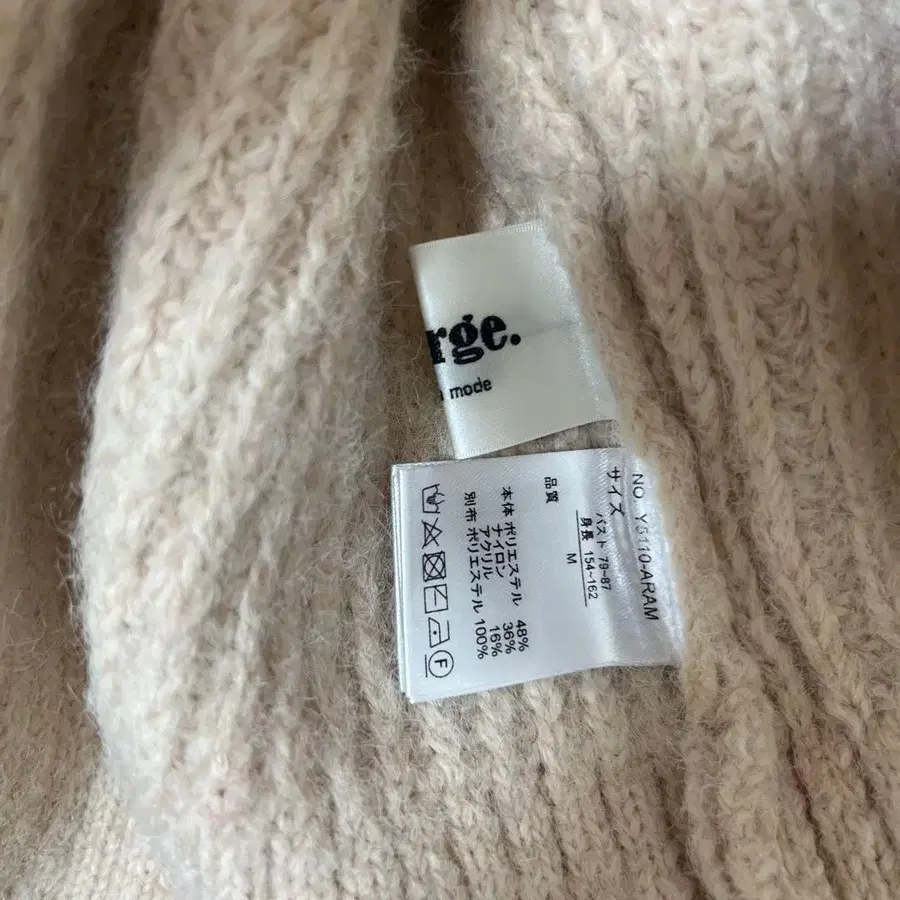 rge.
mode
NO. Y5110-ARAM
サイズ
バスト 79~87
身長 154~162
M
品質
本体 ポリエステル 48%
ナイロン 36%
アクリル 16%
別布 ポリエステル 100%
F